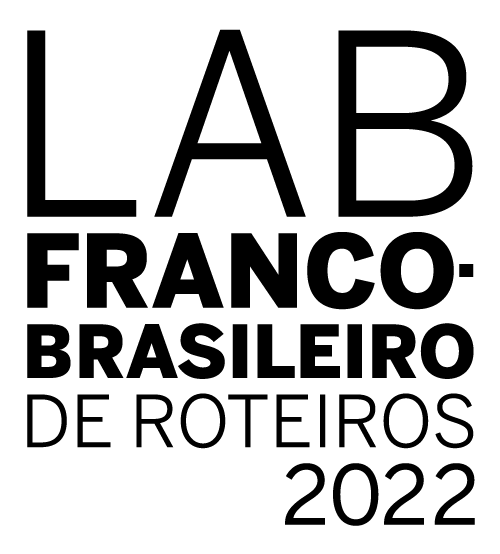 LAB
FRANCO-
BRASILEIRO
DE ROTEIROS
2022